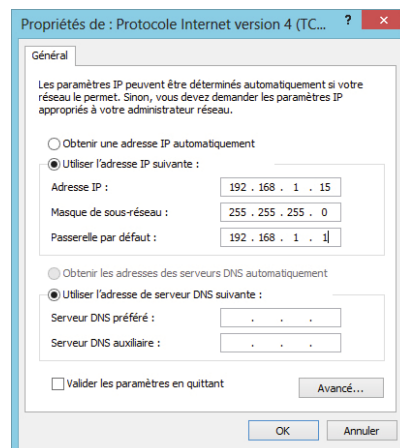 Propriétés de : Protocole Internet version 4 (TC... ? ×
Général
Les paramètres IP peuvent être déterminés automatiquement si votre
réseau le permet. Sinon, vous devez demander les paramètres IP
appropriés à votre administrateur réseau.
Obtenir une adresse IP automatiquement
Utiliser l'adresse IP suivante :
Adresse IP : 192 . 168 . 1 . 15
Masque de sous-réseau : 255 . 255 . 255 . 0
Passerelle par défaut : 192 . 168 . 1 . 1
Obtenir les adresses des serveurs DNS automatiquement
Utiliser l'adresse de serveur DNS suivante :
Serveur DNS préféré : . . .
Serveur DNS auxiliaire : . . .
Valider les paramètres en quittant
Avancé...
OK Annuler